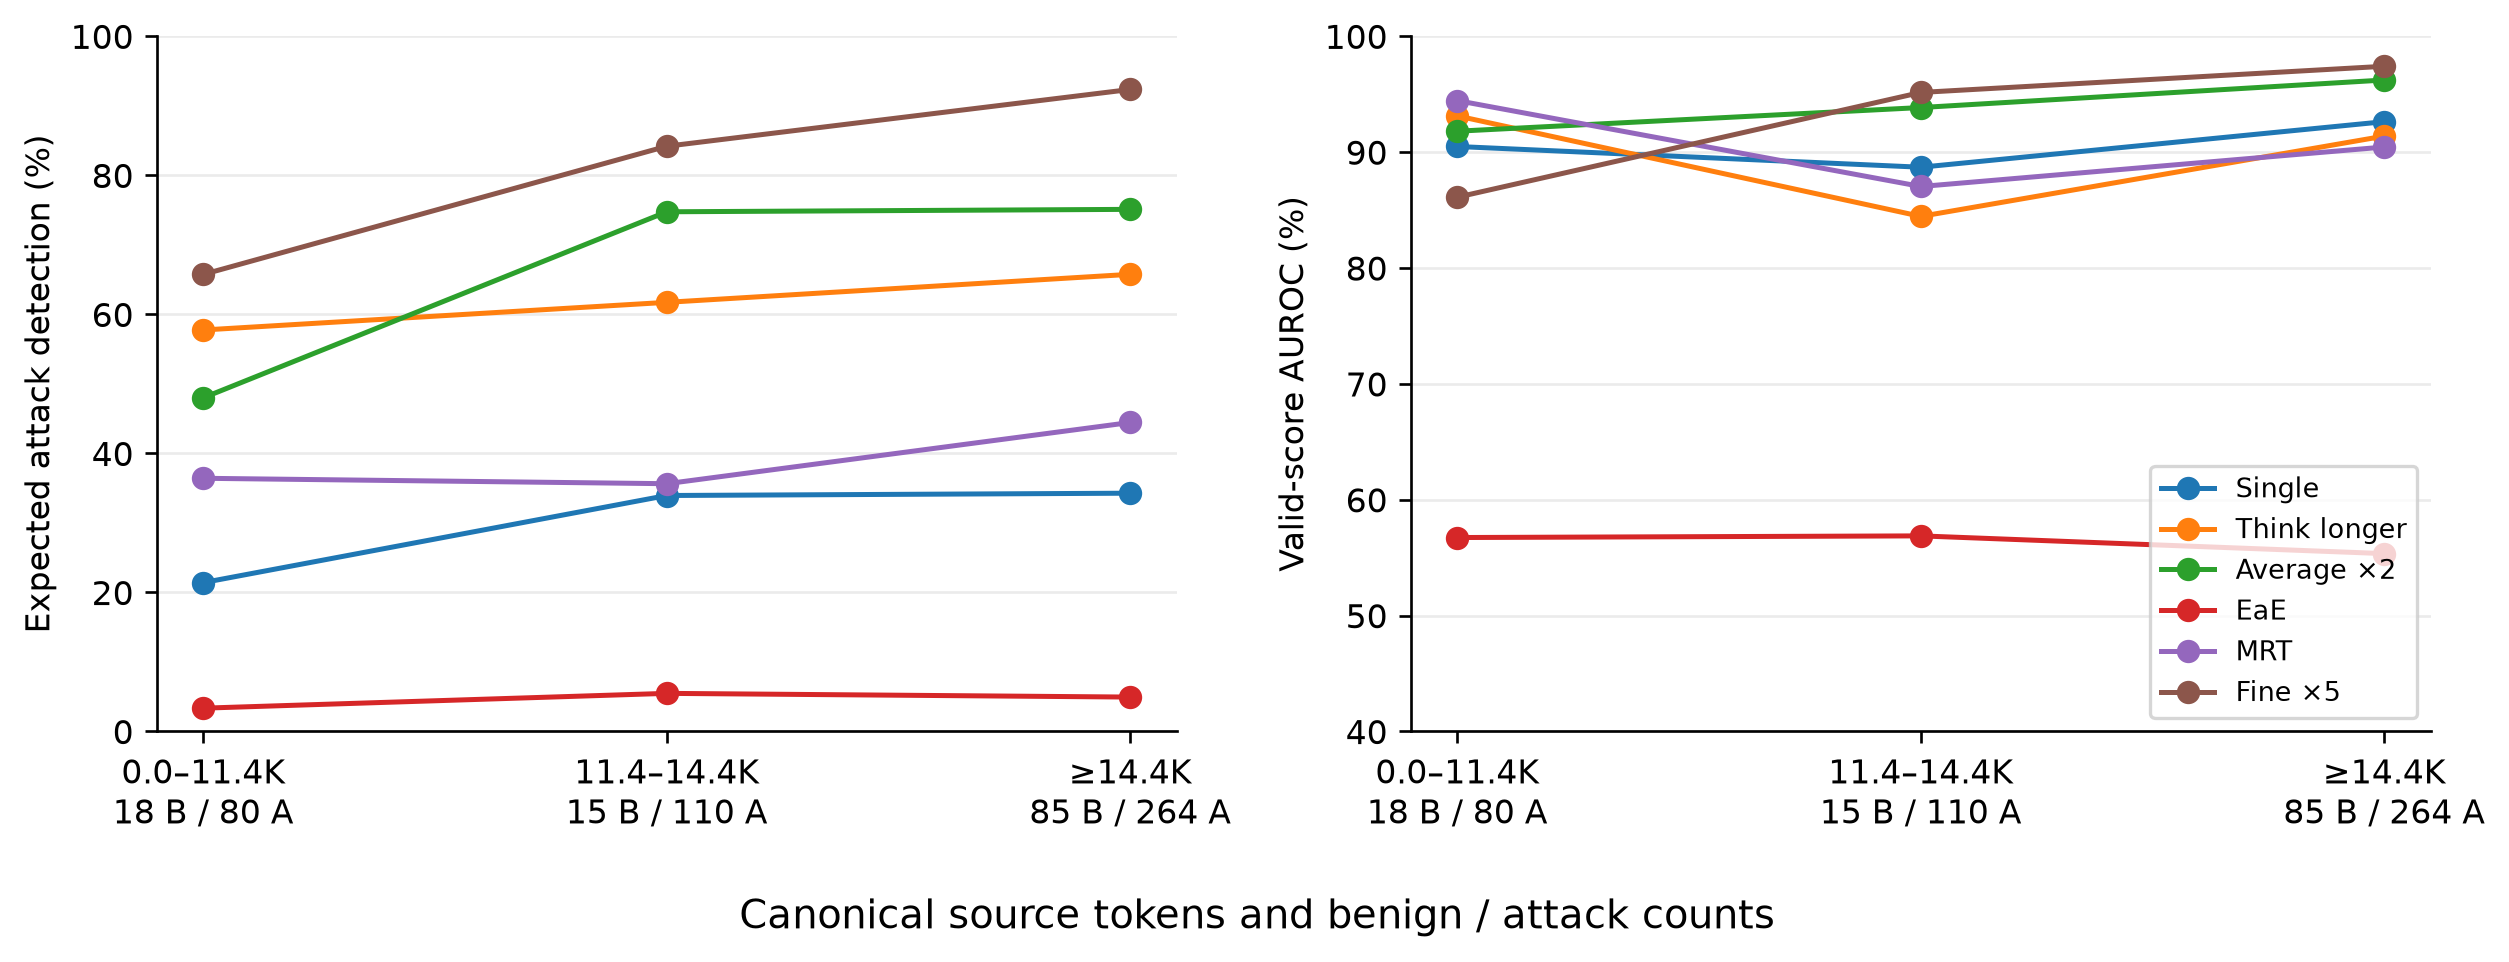 Expected attack detection (%)
100
80
60
40
20
0
0.0–11.4K
18 B / 80 A
11.4–14.4K
15 B / 110 A
≥14.4K
85 B / 264 A
Valid-score AUROC (%)
100
90
80
70
60
50
40
Single
Think longer
Average ×2
EaE
MRT
Fine ×5
0.0–11.4K
18 B / 80 A
11.4–14.4K
15 B / 110 A
≥14.4K
85 B / 264 A
Canonical source tokens and benign / attack counts